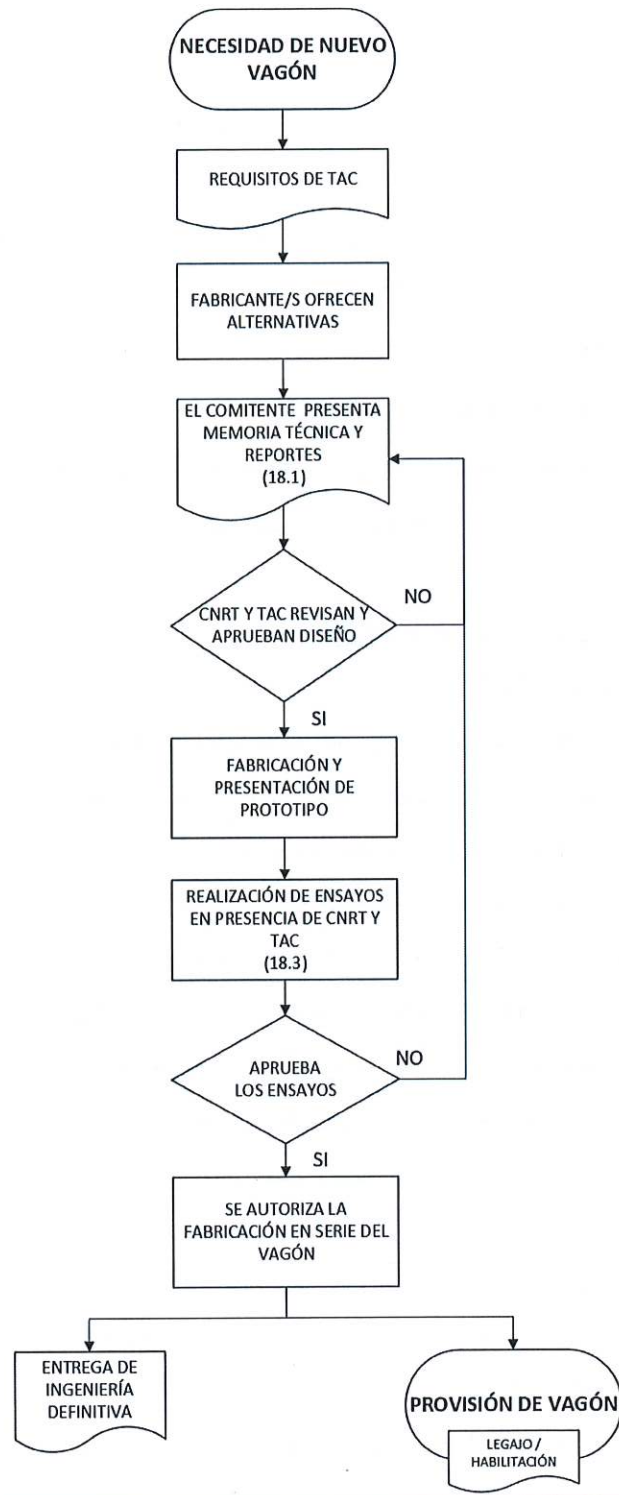 NECESIDAD DE NUEVO
VAGÓN
REQUISITOS DE TAC
FABRICANTE/S OFRECEN
ALTERNATIVAS
EL COMITENTE PRESENTA
MEMORIA TÉCNICA Y
REPORTES
(18.1)
CNRT Y TAC REVISAN Y
APRUEBAN DISEÑO
NO
SI
FABRICACIÓN Y
PRESENTACIÓN DE
PROTOTIPO
REALIZACIÓN DE ENSAYOS
EN PRESENCIA DE CNRT Y
TAC
(18.3)
APRUEBA
LOS ENSAYOS
NO
SI
SE AUTORIZA LA
FABRICACIÓN EN SERIE DEL
VAGÓN
ENTREGA DE
INGENIERÍA
DEFINITIVA
PROVISIÓN DE VAGÓN
LEGAJO /
HABILITACIÓN